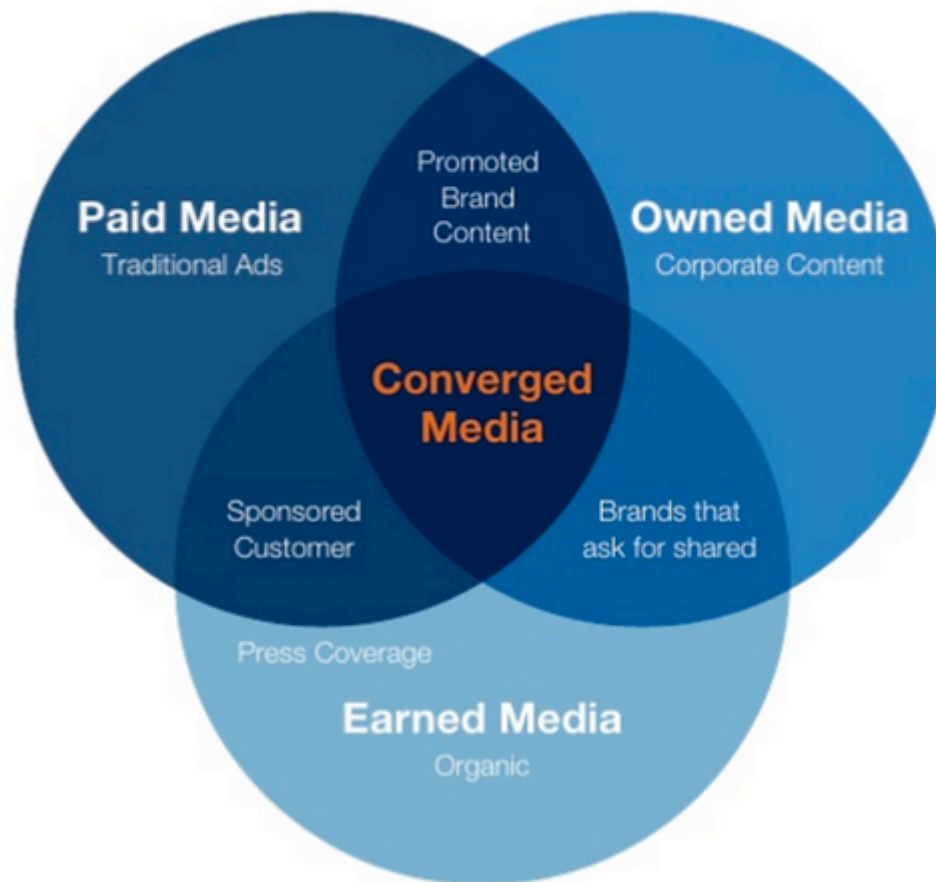 Promoted
Brand
Content
Paid Media
Traditional Ads
Owned Media
Corporate Content
Converged
Media
Sponsored
Customer
Brands that
ask for shared
Press Coverage
Earned Media
Organic